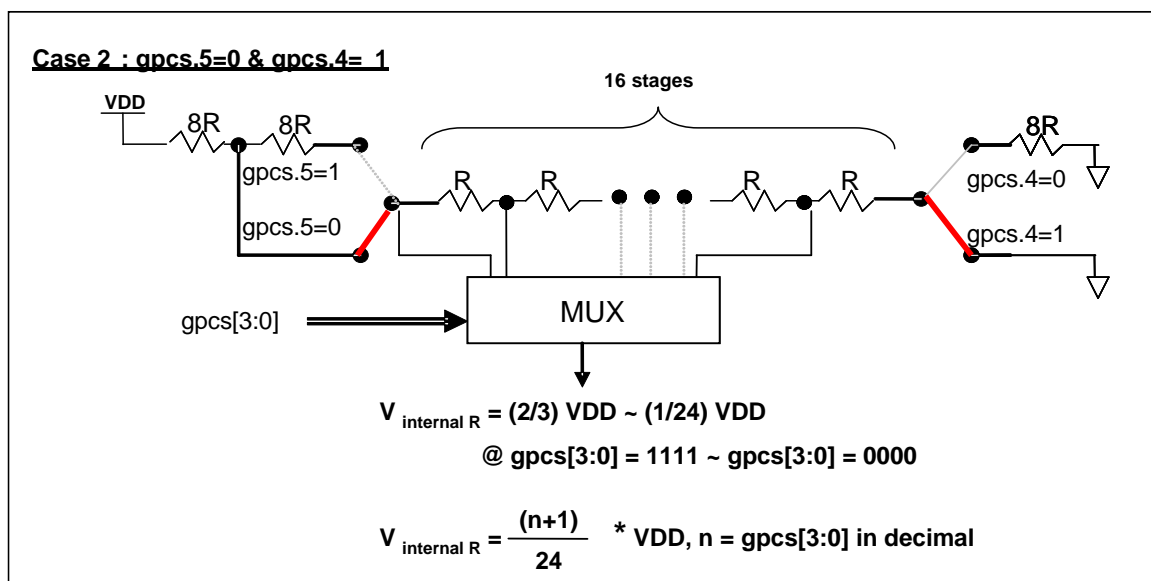 Case 2 : gpcs.5=0 & gpcs.4= 1
16 stages
VDD
8R
8R
8R
gpcs.5=1
R
R
R
R
gpcs.4=0
gpcs.5=0
gpcs.4=1
gpcs[3:0]
MUX
V internal R = (2/3) VDD ~ (1/24) VDD
@ gpcs[3:0] = 1111 ~ gpcs[3:0] = 0000
V internal R = (n+1) / 24 * VDD, n = gpcs[3:0] in decimal